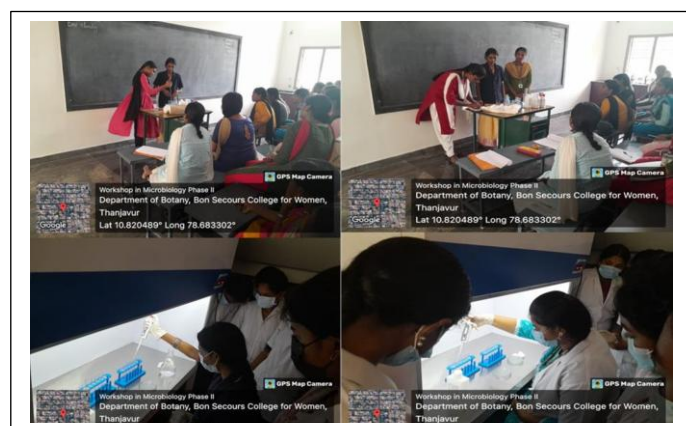 GPS Map Camera
Workshop in Microbiology Phase II
Department of Botany, Bon Secours College for Women,
Thanjavur
Lat 10.820489° Long 78.683302°
Google
GPS Map Camera
Workshop in Microbiology Phase II
Department of Botany, Bon Secours College for Women,
Thanjavur
Lat 10.820489° Long 78.683302°
Google
GPS Map Camera
Workshop in Microbiology Phase II
Department of Botany, Bon Secours College for Women,
Thanjavur
GPS Map Camera
Workshop in Microbiology Phase II
Department of Botany, Bon Secours College for Women,
Thanjavur